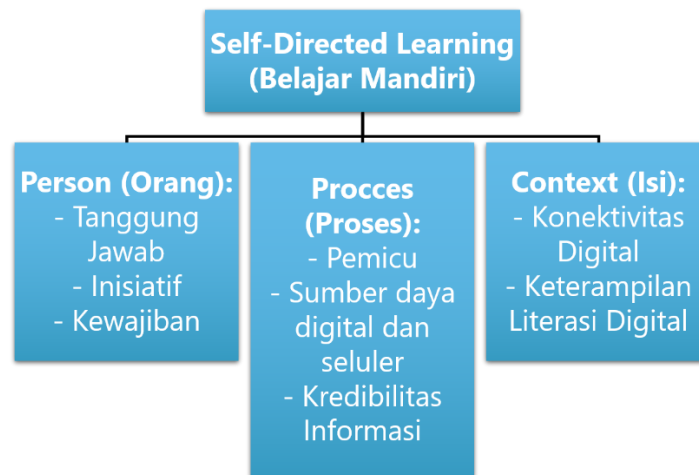 Self-Directed Learning
(Belajar Mandiri)
Person (Orang):
- Tanggung
Jawab
- Inisiatif
- Kewajiban
Procces
(Proses):
- Pemicu
- Sumber daya
digital dan
seluler
- Kredibilitas
Informasi
Context (Isi):
- Konektivitas
Digital
- Keterampilan
Literasi Digital